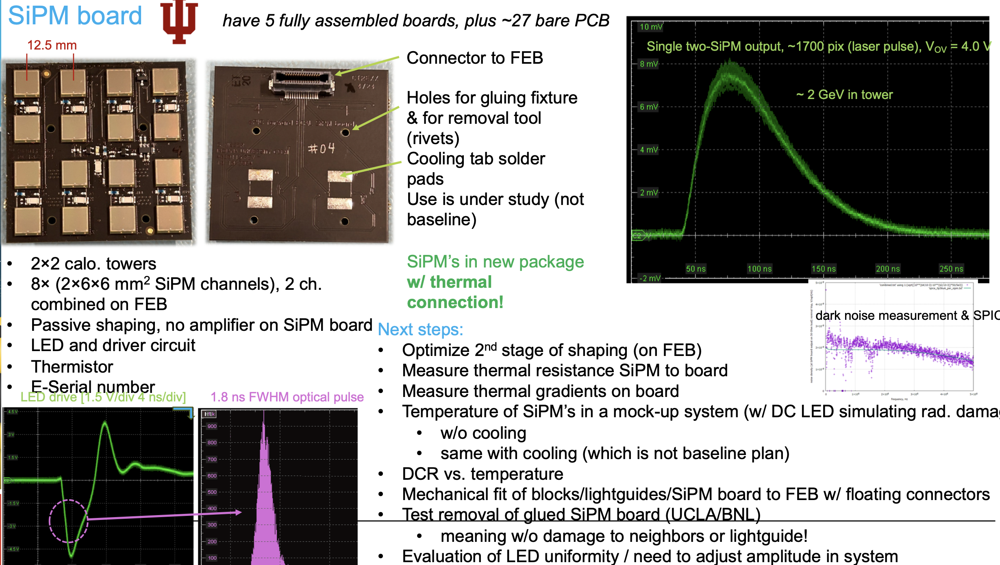 SiPM board
have 5 fully assembled boards, plus ~27 bare PCB
12.5 mm
Connector to FEB
Holes for gluing fixture
& for removal tool
(rivets)
Cooling tab solder
pads
Use is under study (not
baseline)
ePIC forward ECAL SiPM board
#04
SiPM’s in new package
w/ thermal
connection!
10 mV
Single two-SiPM output, ~1700 pix (laser pulse), VOV = 4.0 V
8 mV
~ 2 GeV in tower
6 mV
4 mV
2 mV
C2
50 ns 100 ns 150 ns 200 ns 250 ns
-2 mV
• 2×2 calo. towers
• 8× (2×6×6 mm² SiPM channels), 2 ch.
combined on FEB
• Passive shaping, no amplifier on SiPM board
• LED and driver circuit
• Thermistor
• E-Serial number
LED drive [1.5 V/div 4 ns/div]
4.5 V
3 V
1.5 V
-1.5 V
-3 V
-4.5 V
1.8 ns FWHM optical pulse
900
800
700
600
500
400
300
200
100
dark noise measurement & SPIC
frequency, Hz
Next steps:
• Optimize 2nd stage of shaping (on FEB)
• Measure thermal resistance SiPM to board
• Measure thermal gradients on board
• Temperature of SiPM’s in a mock-up system (w/ DC LED simulating rad. dama
• w/o cooling
• same with cooling (which is not baseline plan)
• DCR vs. temperature
• Mechanical fit of blocks/lightguides/SiPM board to FEB w/ floating connectors
• Test removal of glued SiPM board (UCLA/BNL)
• meaning w/o damage to neighbors or lightguide!
• Evaluation of LED uniformity / need to adjust amplitude in system